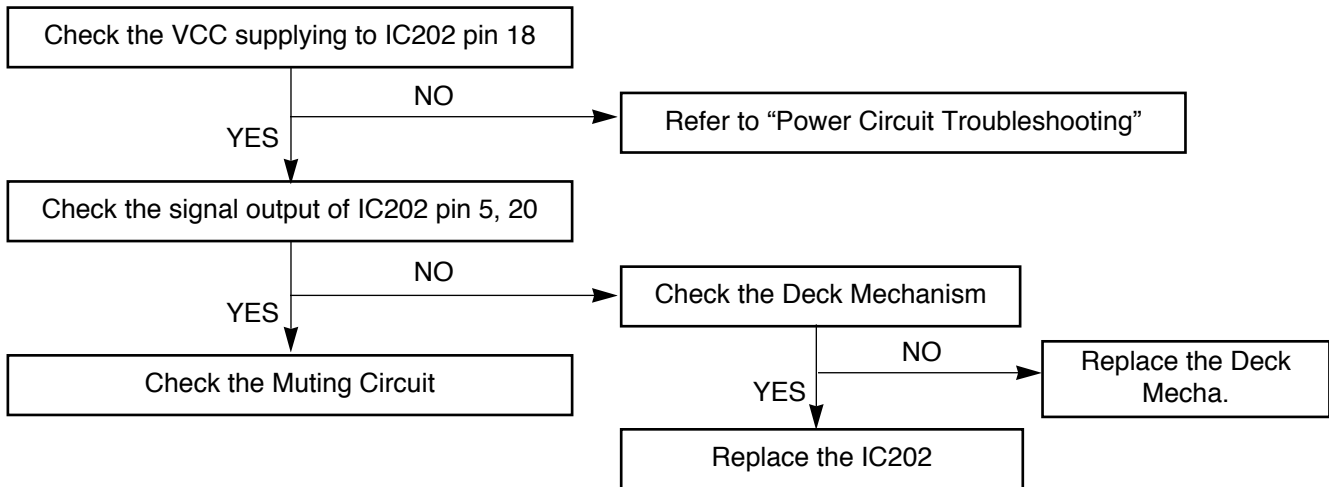 Check the VCC supplying to IC202 pin 18
NO
Refer to “Power Circuit Troubleshooting”
YES
Check the signal output of IC202 pin 5, 20
NO
Check the Deck Mechanism
YES
Check the Muting Circuit
NO
Replace the Deck
Mecha.
YES
Replace the IC202